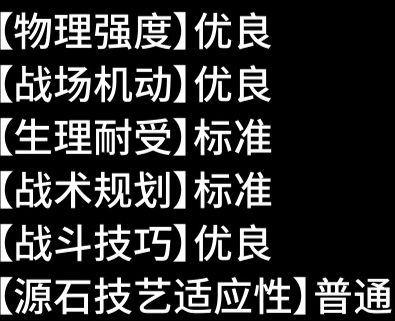 【物理强度】优良
【战场机动】优良
【生理耐受】标准
【战术规划】标准
【战斗技巧】优良
【源石技艺适应性】普通